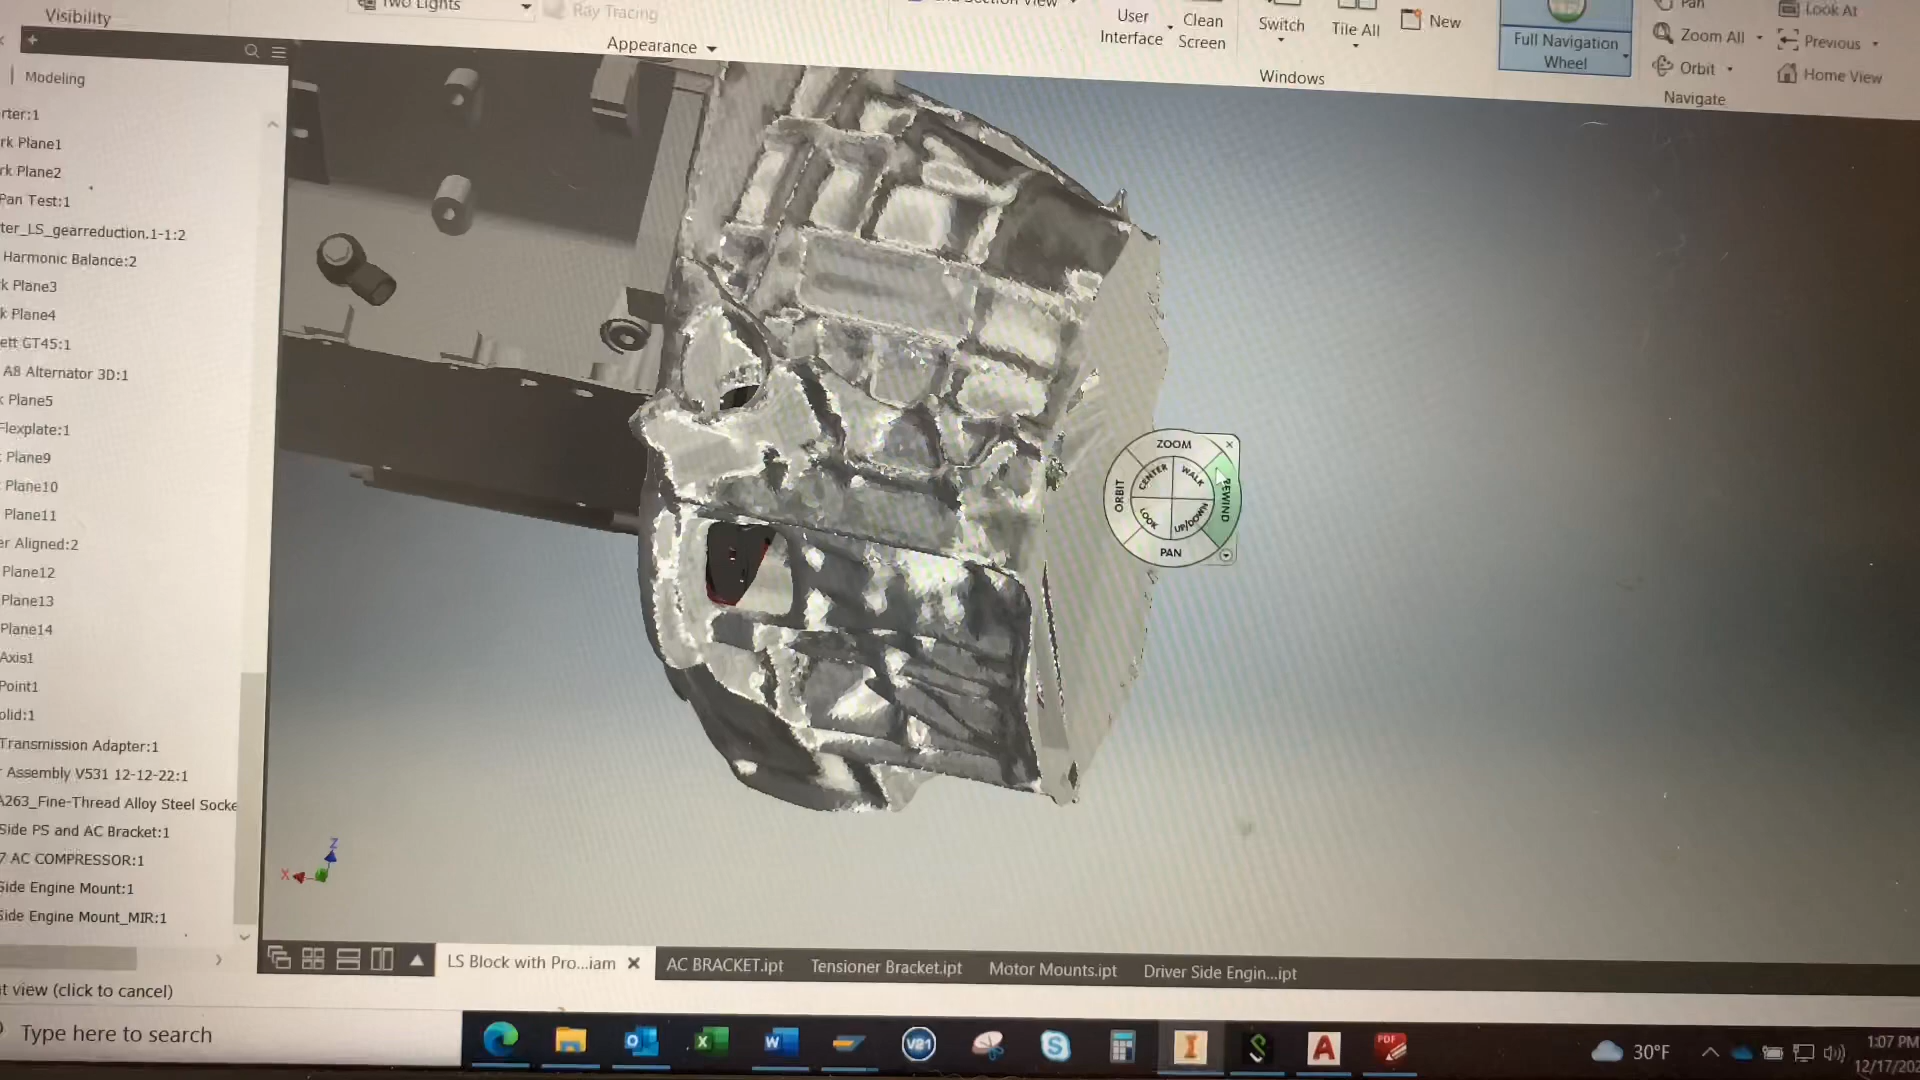 Visibility
Two Lights
Ray Tracing
Appearance
User
Interface
Clean
Screen
Switch
Tile All
New
Windows
Full Navigation
Wheel
Pan
Zoom All
Orbit
Look At
Previous
Home View
Navigate
+
Modeling
rter:1
rk Plane1
rk Plane2
Pan Test:1
ter_LS_gearreduction.1-1:2
Harmonic Balance:2
k Plane3
k Plane4
ett GT45:1
A8 Alternator 3D:1
Plane5
Flexplate:1
Plane9
Plane10
Plane11
er Aligned:2
Plane12
Plane13
Plane14
Axis1
Point1
olid:1
Transmission Adapter:1
Assembly V531 12-12-22:1
A263_Fine-Thread Alloy Steel Socke
Side PS and AC Bracket:1
7 AC COMPRESSOR:1
Side Engine Mount:1
Side Engine Mount_MIR:1
ZOOM
CENTER
WALK
ORBIT
REWIND
LOOK
UP/DOWN
PAN
Z
X
LS Block with Pro...iam
AC BRACKET.ipt
Tensioner Bracket.ipt
Motor Mounts.ipt
Driver Side Engin...ipt
t view (click to cancel)
Type here to search
V21
PDF
30°F
1:07 PM
12/17/202